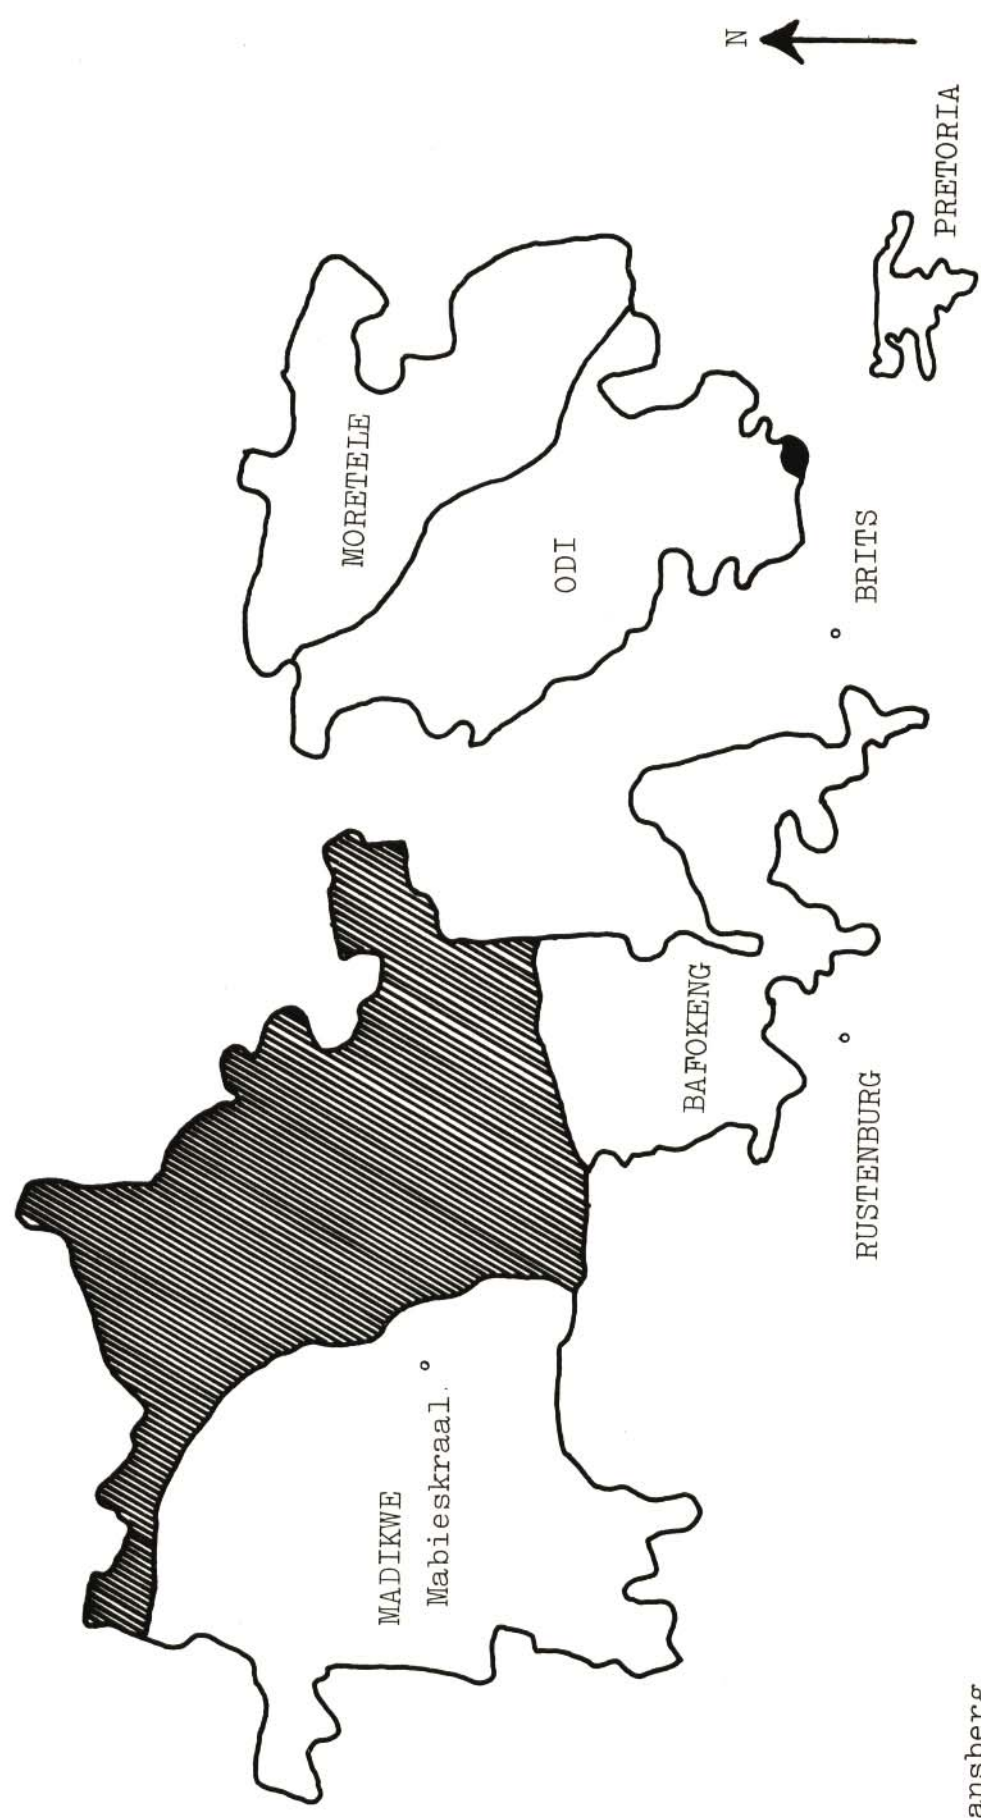 N
MORETELE
ODI
PRETORIA
BRITS
MADIKWE
Mabieskraal
BAFOKENG
RUSTENBURG